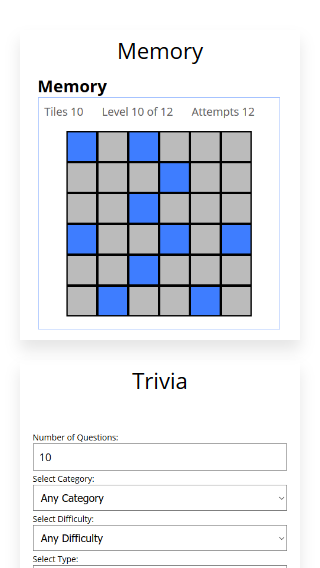 Memory
Memory
Tiles 10 Level 10 of 12 Attempts 12
Trivia
Number of Questions:
10
Select Category:
Any Category
Select Difficulty:
Any Difficulty
Select Type: